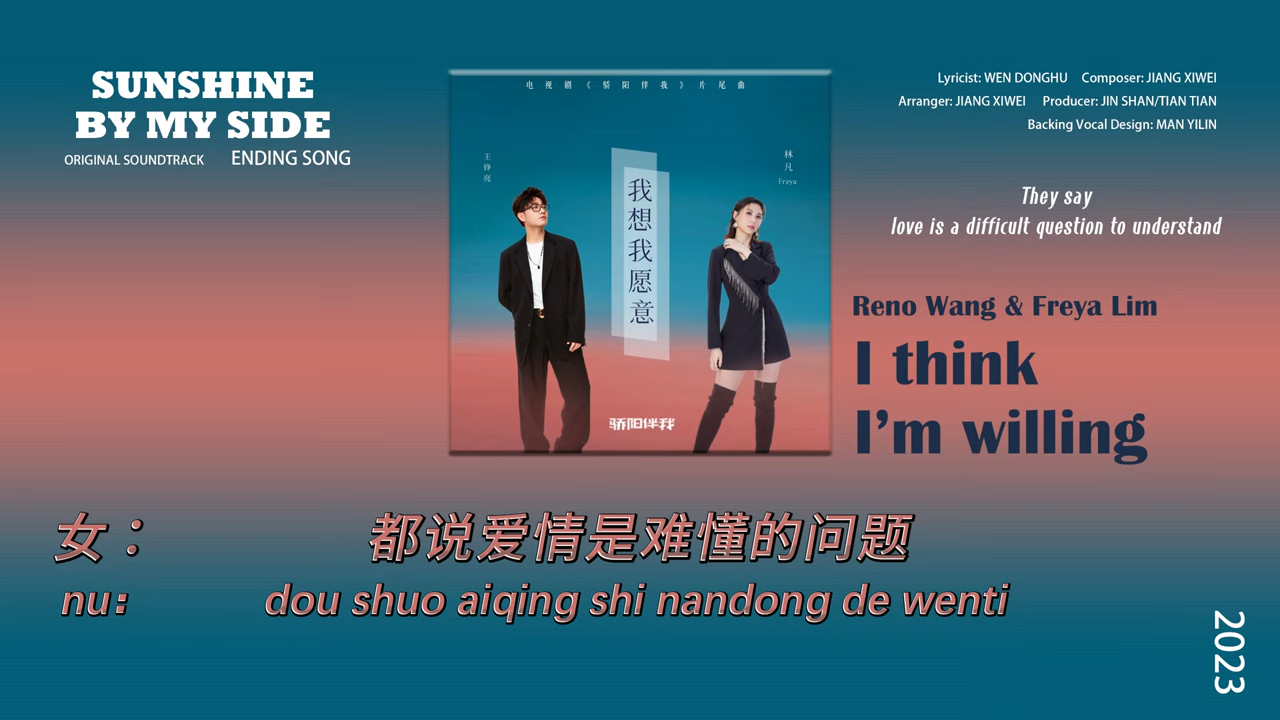 SUNSHINE
BY MY SIDE
ORIGINAL SOUNDTRACK ENDING SONG
电视剧《骄阳伴我》片尾曲
王铮亮
林凡
Freya
我想我愿意
骄阳伴我
Lyricist: WEN DONGHU Composer: JIANG XIWEI
Arranger: JIANG XIWEI Producer: JIN SHAN/TIAN TIAN
Backing Vocal Design: MAN YILIN
They say
love is a difficult question to understand
Reno Wang & Freya Lim
I think
I'm willing
女： 都说爱情是难懂的问题
nu: dou shuo aiqing shi nandong de wenti
2023